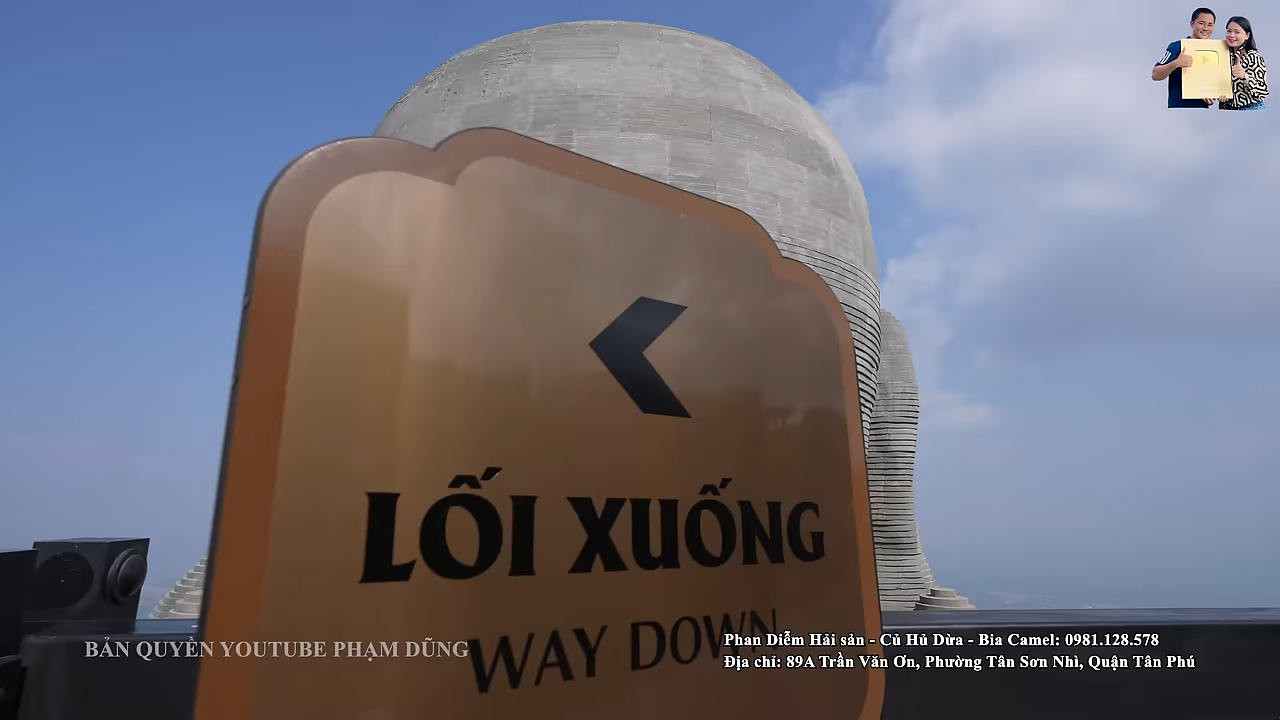 LỐI XUỐNG
WAY DOWN
BẢN QUYỀN YOUTUBE PHẠM DŨNG
Phan Diễm Hải sản - Củ Hủ Dừa - Bia Camel: 0981.128.578
Địa chỉ: 89A Trần Văn Ơn, Phường Tân Sơn Nhì, Quận Tân Phú